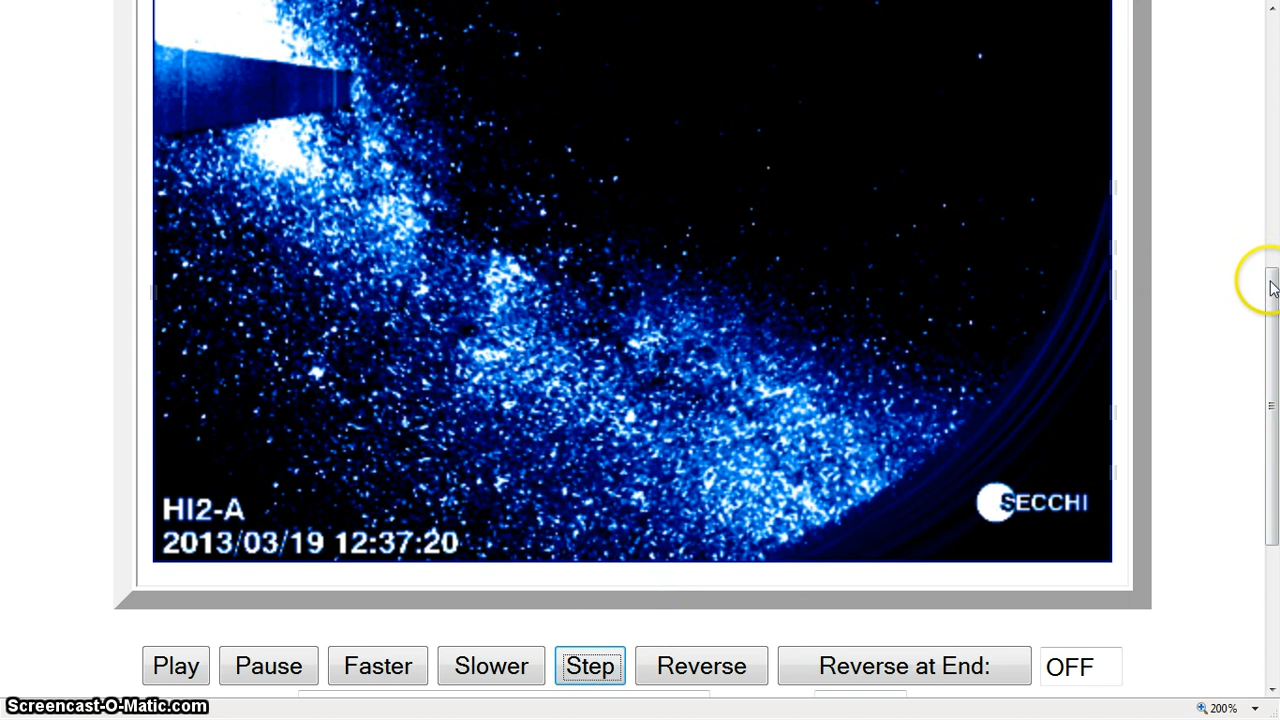 SECCHI
HI2-A
2013/03/19 12:37:20
Play Pause Faster Slower Step Reverse Reverse at End: OFF
Screencast-O-Matic.com
200%